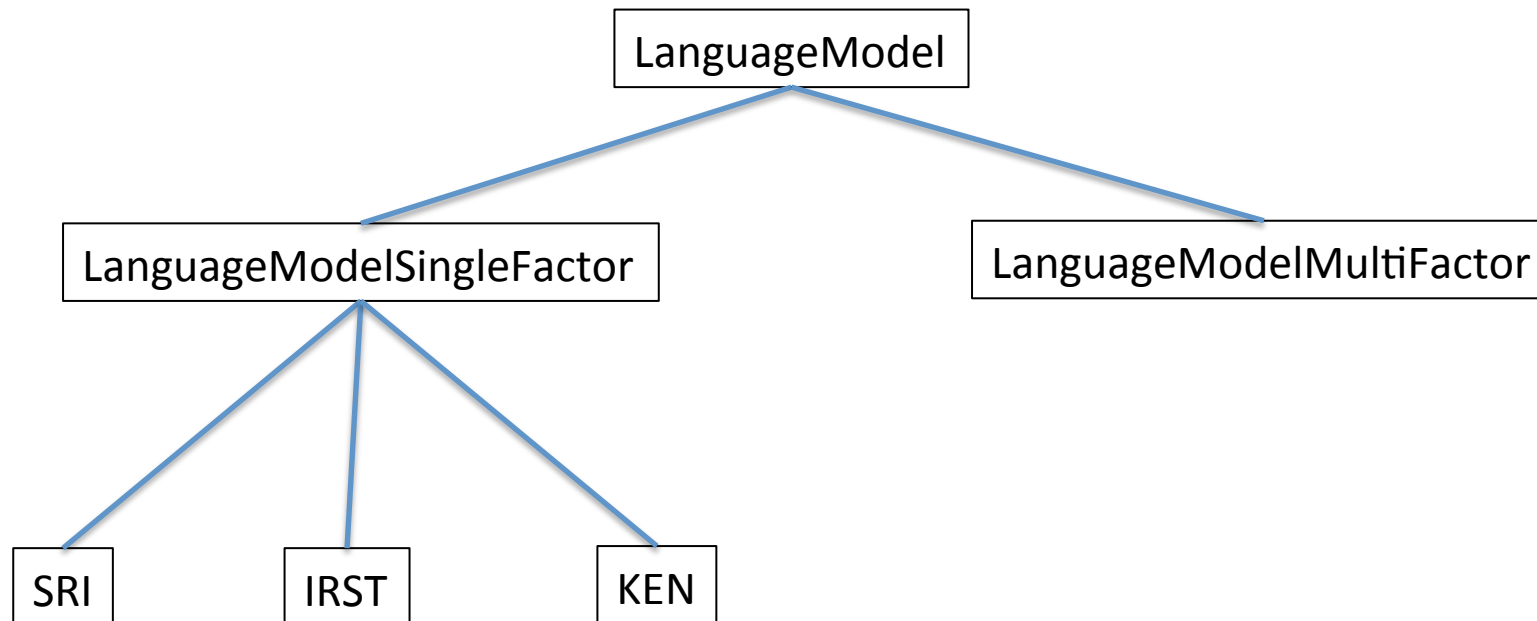 LanguageModel
LanguageModelSingleFactor
LanguageModelMultiFactor
SRI
IRST
KEN